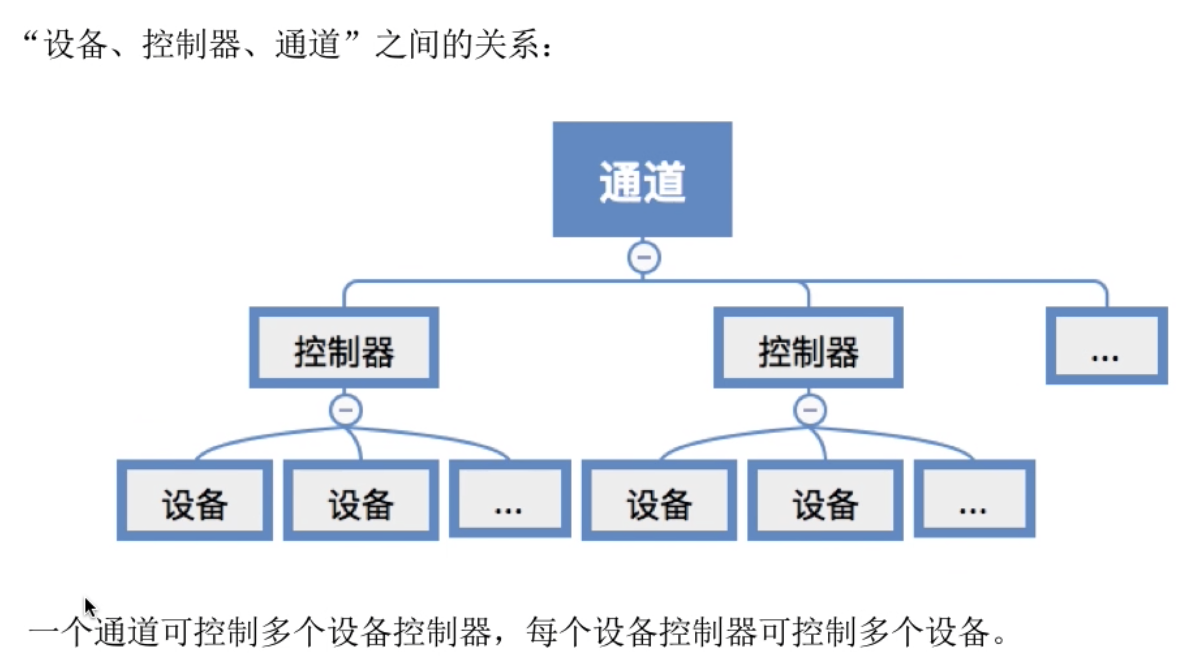 “设备、控制器、通道”之间的关系：
通道
控制器 控制器 ...
设备 设备 ... 设备 设备 ...
一个通道可控制多个设备控制器，每个设备控制器可控制多个设备。